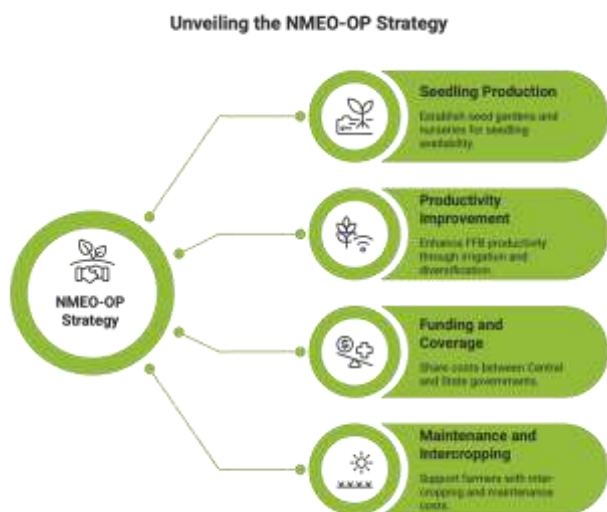 Unveiling the NMEO-OP Strategy
NMEO-OP
Strategy
Seedling Production
Establish seed gardens and
nurseries for seedling
availability.
Productivity
Improvement
Enhance FFB productivity
through irrigation and
diversification.
Funding and
Coverage
Share costs between Central
and State governments.
Maintenance and
Intercropping
Support farmers with inter-
cropping and maintenance
costs.